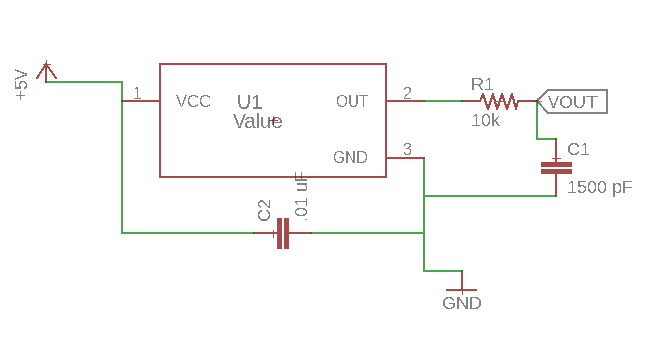 +5V
1
VCC
U1
Value
OUT
2
GND
3
R1
10k
VOUT
C1
1500 pF
C2
.01 uF
GND